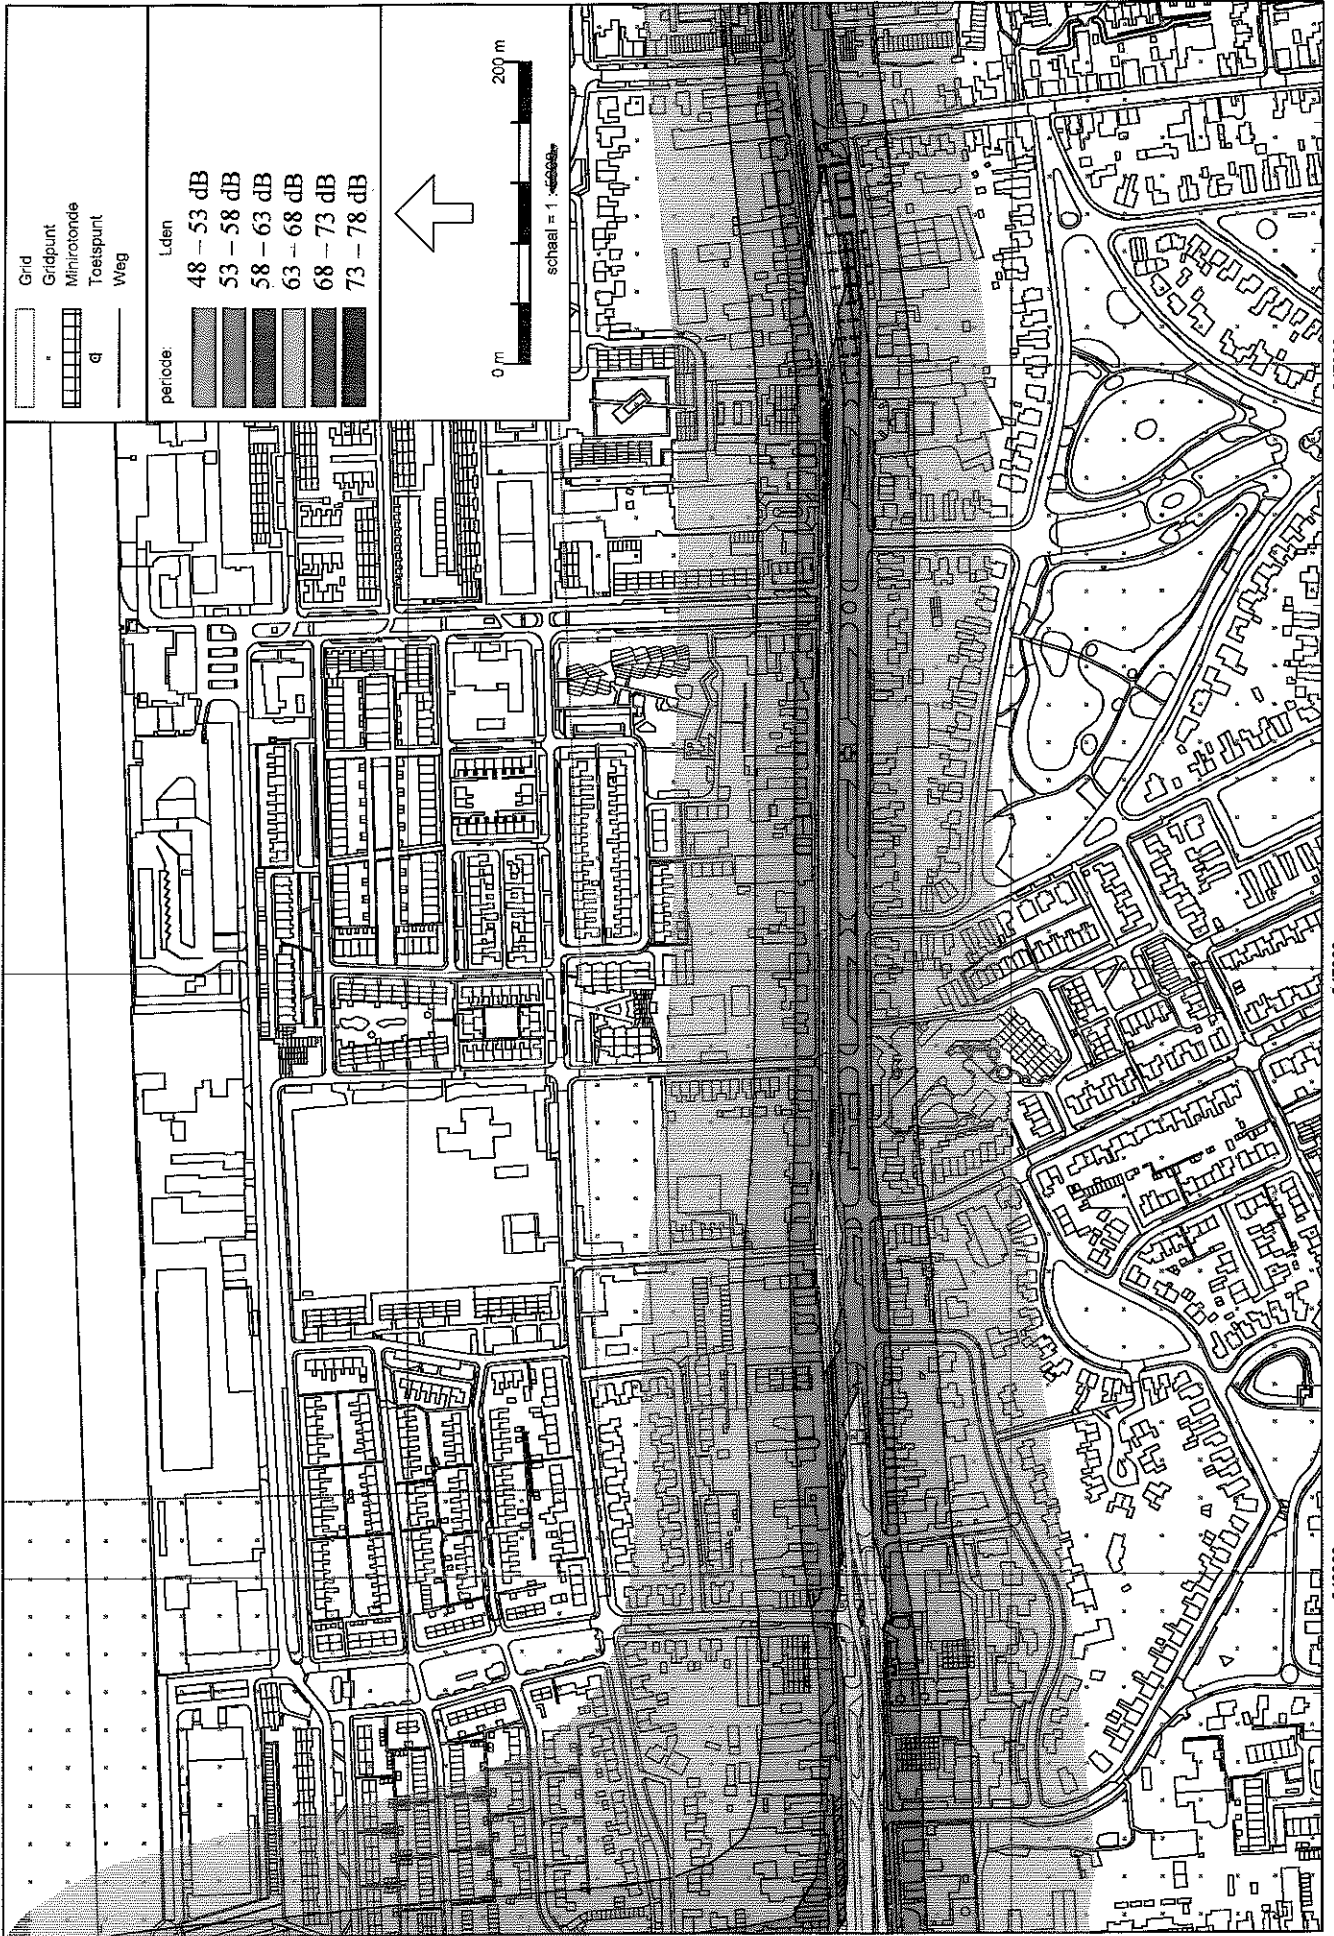 Grid
Gridpunt
Minirotonde
Toetspunt
Weg
periode: Lden
48 – 53 dB
53 – 58 dB
58 – 63 dB
63 – 68 dB
68 – 73 dB
73 – 78 dB
0 m 200 m
schaal = 1 :